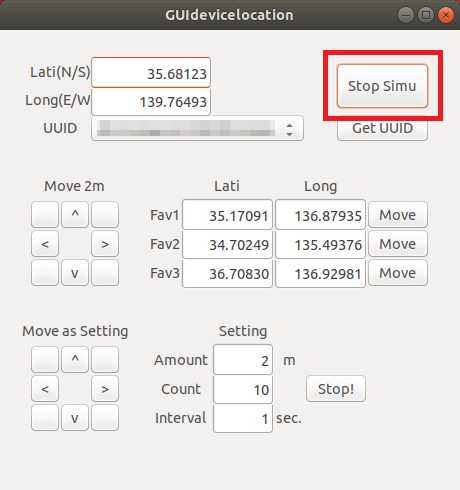 GUIdevicelocation
Lati(N/S) 35.68123 Stop Simu
Long(E/W 139.76493
UUID Get UUID
Move 2m Lati Long
^ Fav1 35.17091 136.87935 Move
< > Fav2 34.70249 135.49376 Move
v Fav3 36.70830 136.92981 Move
Move as Setting Setting
^ Amount 2 m
< > Count 10 Stop!
v Interval 1 sec.